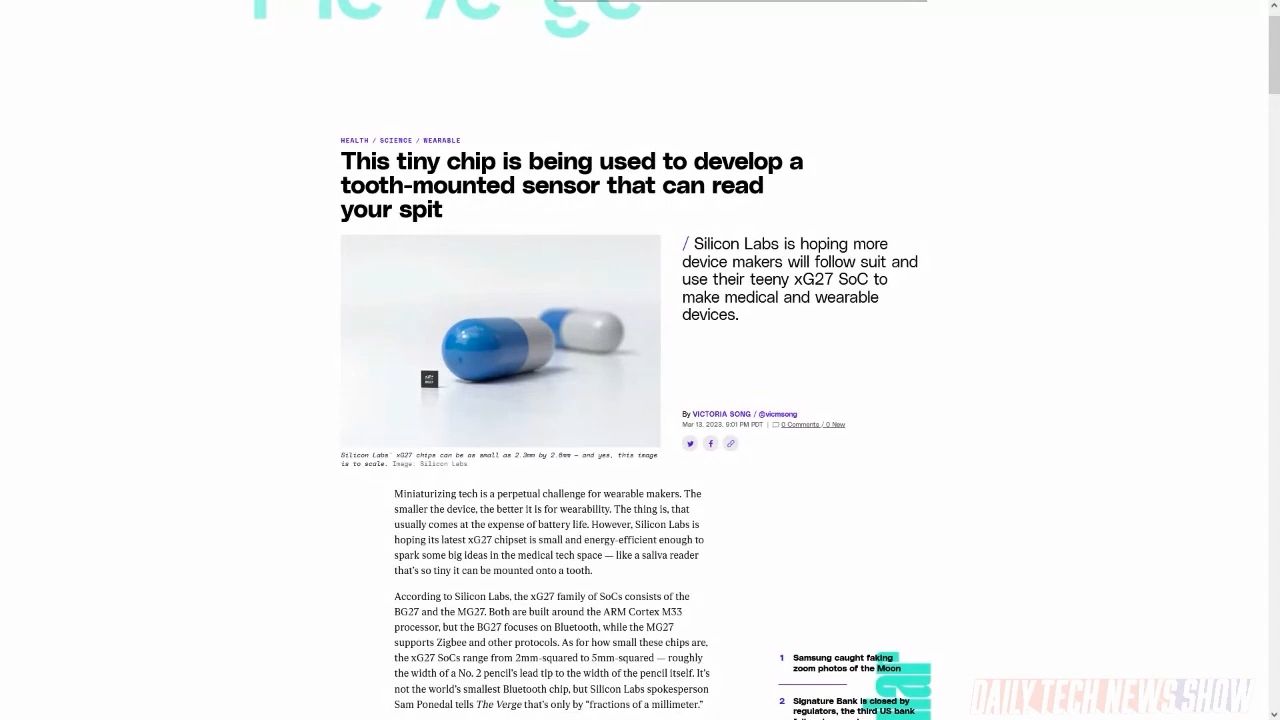 HEALTH / SCIENCE / WEARABLE
This tiny chip is being used to develop a
tooth-mounted sensor that can read
your spit
/ Silicon Labs is hoping more
device makers will follow suit and
use their teeny xG27 SoC to
make medical and wearable
devices.
By VICTORIA SONG / @vicmsong
Mar 13, 2023, 9:01 PM PDT | 0 Comments / 0 New
Silicon Labs' xG27 chips can be as small as 2.3mm by 2.6mm — and yes, this image
is to scale. Image: Silicon Labs
Miniaturizing tech is a perpetual challenge for wearable makers. The
smaller the device, the better it is for wearability. The thing is, that
usually comes at the expense of battery life. However, Silicon Labs is
hoping its latest xG27 chipset is small and energy-efficient enough to
spark some big ideas in the medical tech space — like a saliva reader
that's so tiny it can be mounted onto a tooth.
According to Silicon Labs, the xG27 family of SoCs consists of the
BG27 and the MG27. Both are built around the ARM Cortex M33
processor, but the BG27 focuses on Bluetooth, while the MG27
supports Zigbee and other protocols. As for how small these chips are,
the xG27 SoCs range from 2mm-squared to 5mm-squared — roughly
the width of a No. 2 pencil's lead tip to the width of the pencil itself. It's
not the world's smallest Bluetooth chip, but Silicon Labs spokesperson
Sam Ponedal tells The Verge that's only by “fractions of a millimeter.”
1 Samsung caught faking
zoom photos of the Moon
2 Signature Bank is closed by
regulators, the third US bank
DAILY TECH NEWS SHOW